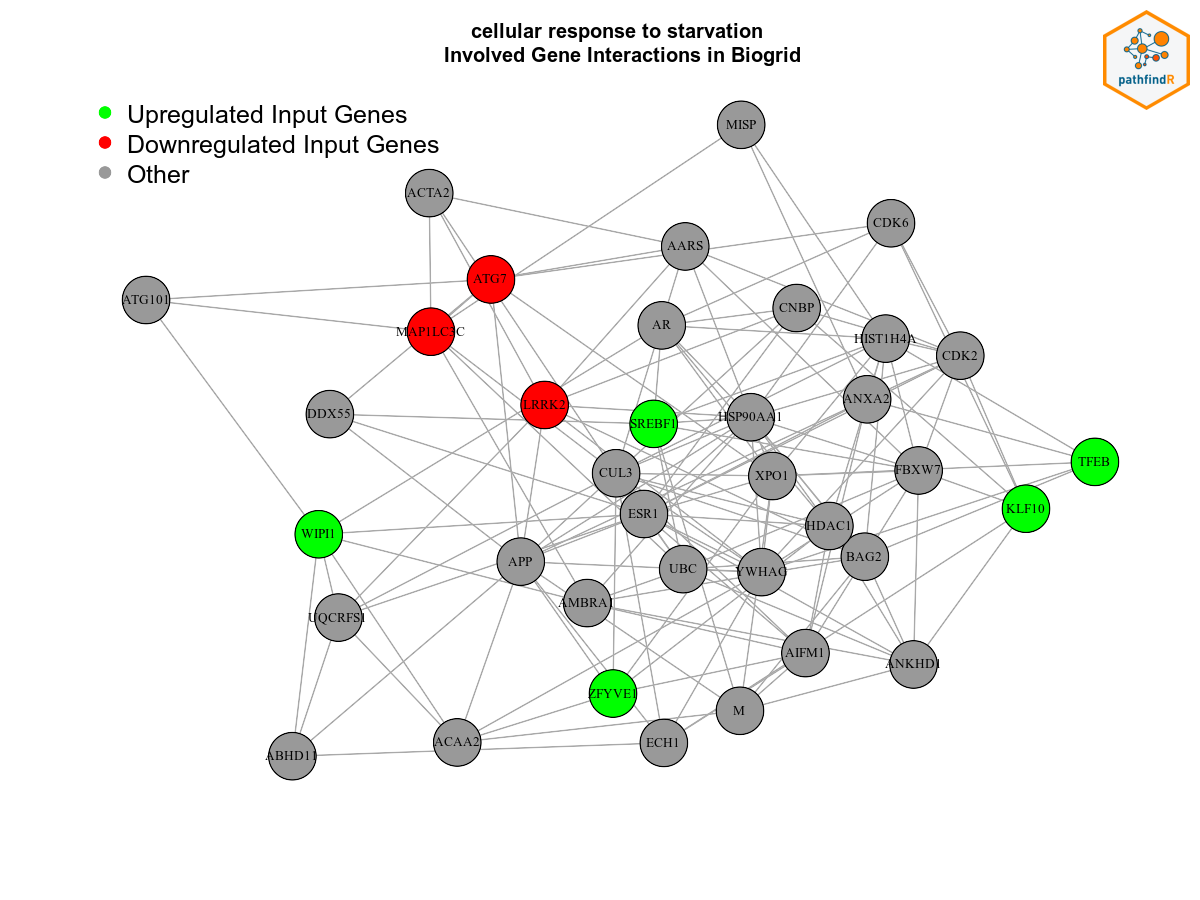 cellular response to starvation
Involved Gene Interactions in Biogrid
pathfindR
Upregulated Input Genes
Downregulated Input Genes
Other
MISP
ACTA2
CDK6
AARS
ATG7
ATG101
CNBP
AR
MAP1LC3C
HIST1H4A
CDK2
ANXA2
LRRK2
DDX55
SREBF1
HSP90AA1
TFEB
CUL3
XPO1
FBXW7
KLF10
ESR1
HDAC1
WIPI1
BAG2
APP
UBC
YWHAG
AMBRA1
UQCRFS1
AIFM1
ANKHD1
ZFYVE1
M
ACAA2
ECH1
ABHD11